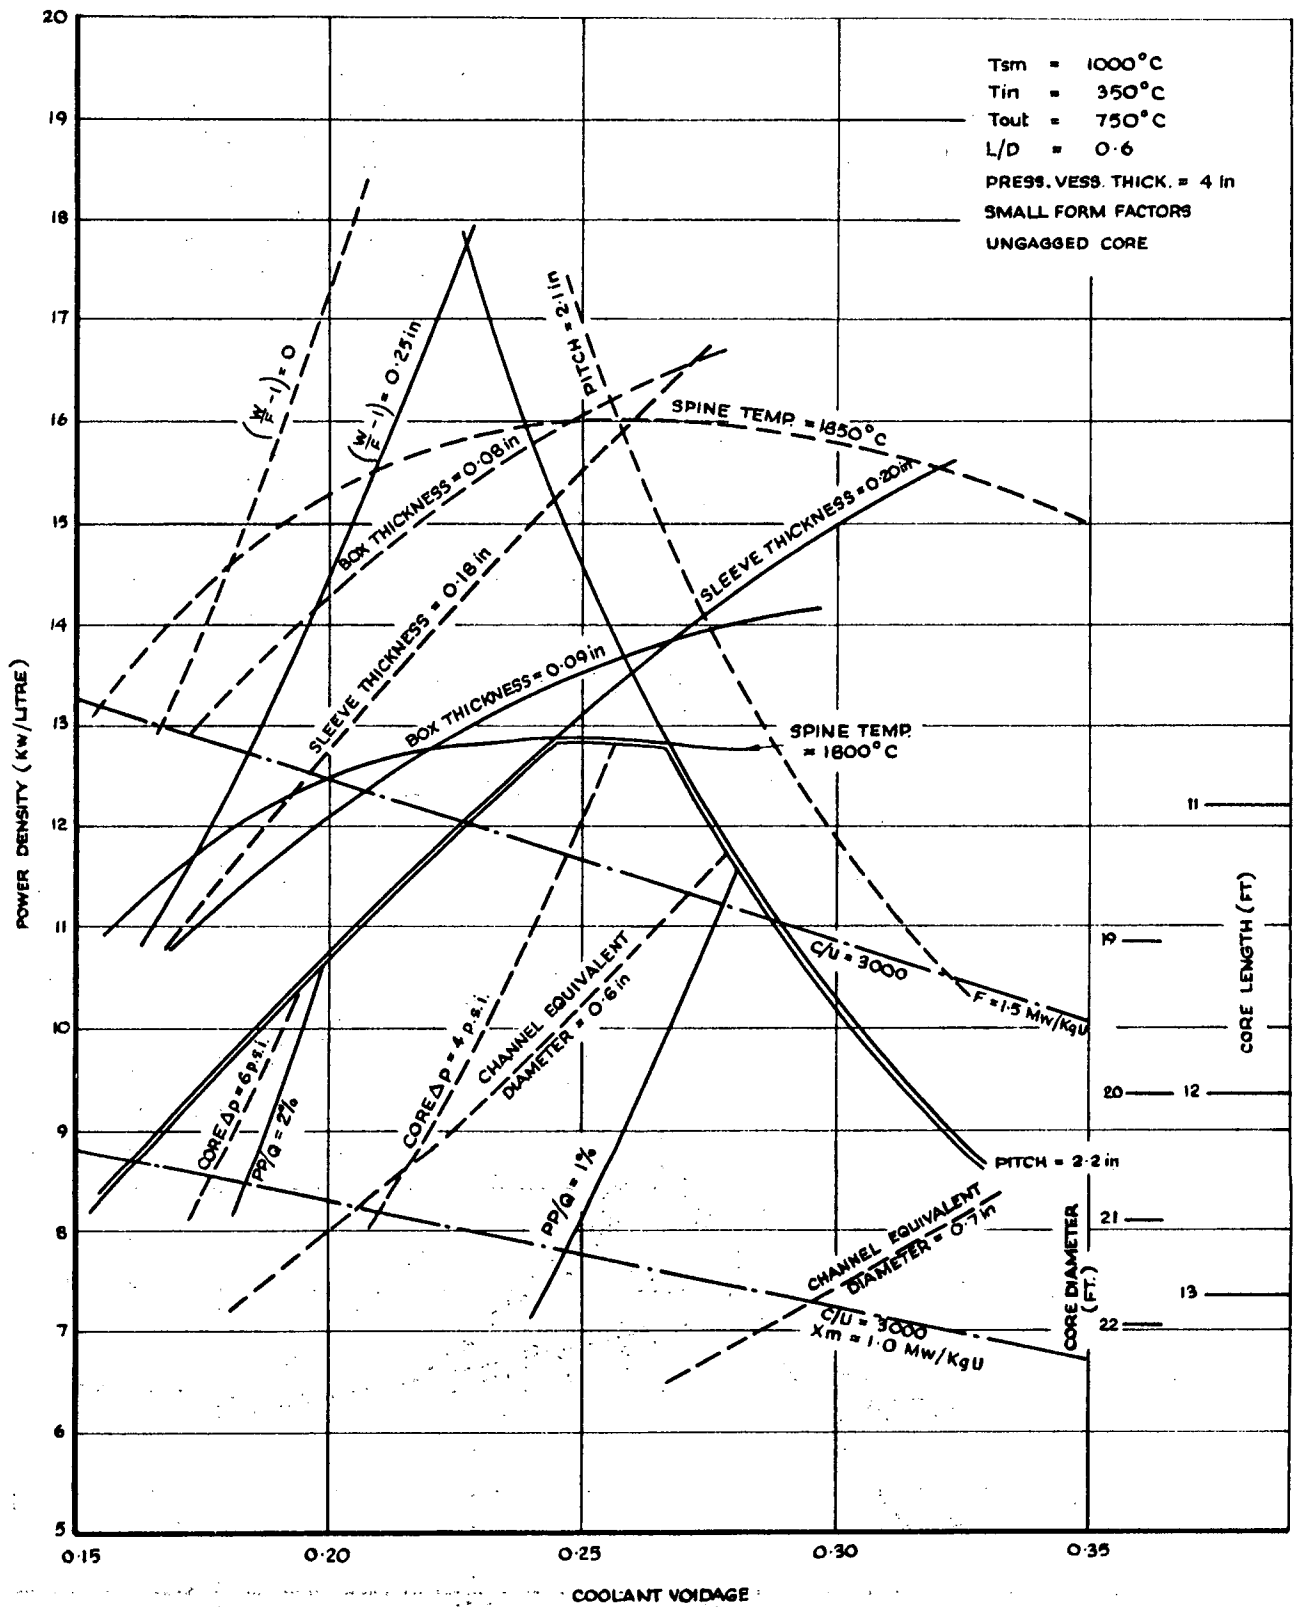 20
19
18
17
16
15
14
13
12
11
10
9
8
7
6
5
POWER DENSITY (KW/LITRE)
0·15
0·20
0·25
0·30
0·35
COOLANT VOIDAGE
Tsm = 1000°C
Tin = 350°C
Tout = 750°C
L/D = 0·6
PRESS. VESS. THICK. = 4 in
SMALL FORM FACTORS
UNGAGGED CORE
(W/F -1) = 0
(W/F -1) = 0·25 in
PITCH = 2·1 in
SPINE TEMP. = 1850°C
BOX THICKNESS = 0·08 in
SLEEVE THICKNESS = 0·20 in
SLEEVE THICKNESS = 0·18 in
BOX THICKNESS = 0·09 in
SPINE TEMP.
= 1800°C
C/U = 3000
F = 1·5 Mw/KgU
CORE Δp = 6 p.s.i.
PP/Q = 2%
CORE Δp = 4 p.s.i.
CHANNEL EQUIVALENT
DIAMETER = 0·6 in
PP/Q = 1%
PITCH = 2·2 in
CHANNEL EQUIVALENT
DIAMETER = 0·7 in
C/U = 3000
Xm = 1·0 Mw/KgU
11
19
20
12
21
13
22
CORE LENGTH (FT)
CORE DIAMETER
(FT.)